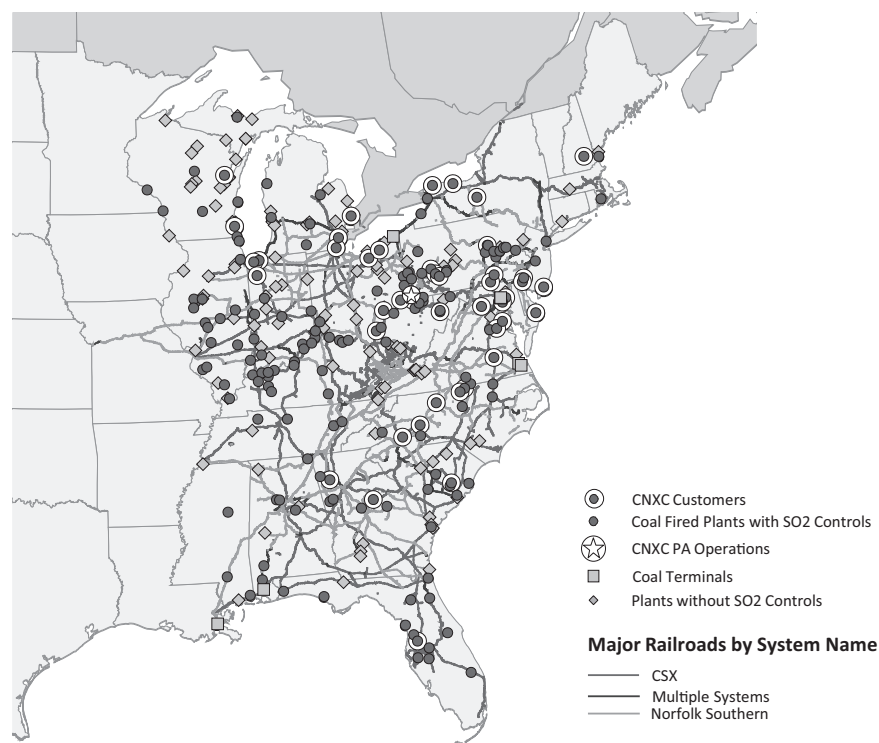 CNXC Customers
Coal Fired Plants with SO2 Controls
CNXC PA Operations
Coal Terminals
Plants without SO2 Controls
Major Railroads by System Name
CSX
Multiple Systems
Norfolk Southern